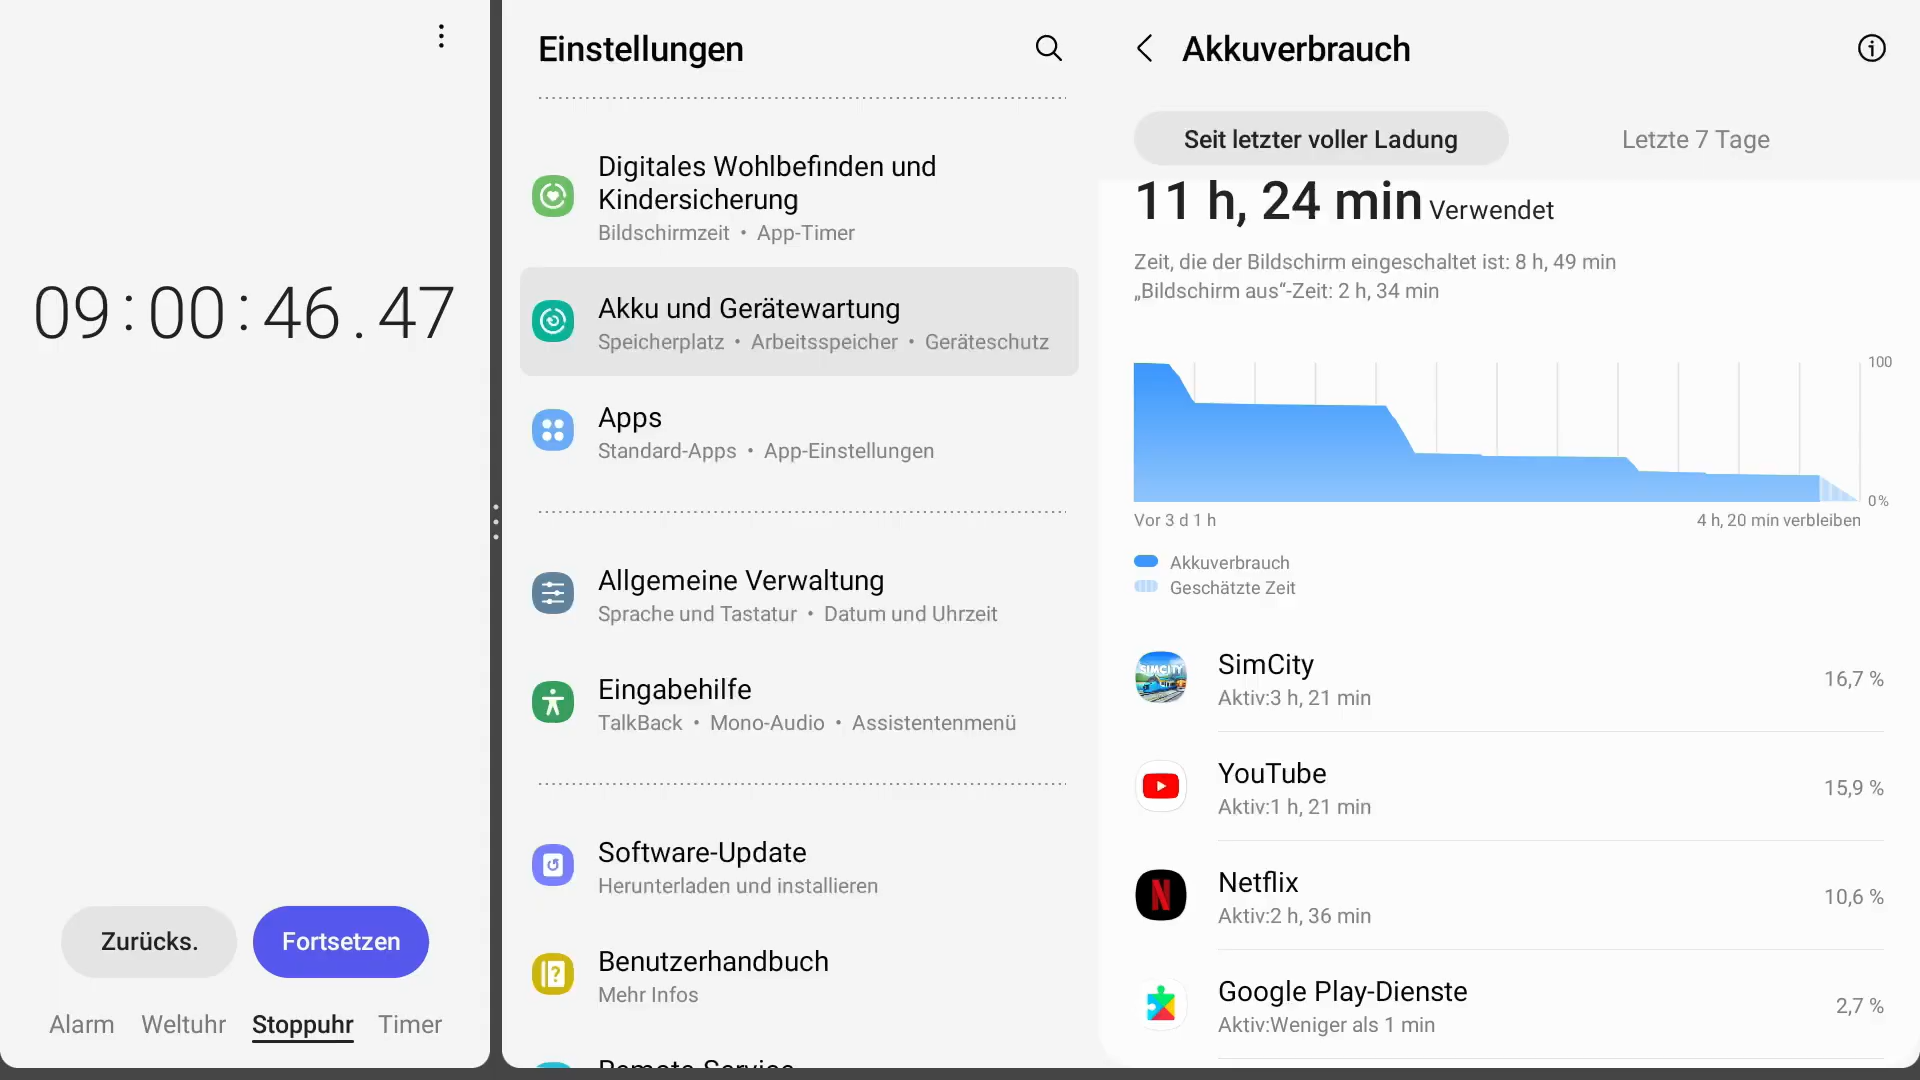 09:00:46.47
Zurücks.
Fortsetzen
Alarm
Weltuhr
Stoppuhr
Timer
Einstellungen
Digitales Wohlbefinden und
Kindersicherung
Bildschirmzeit • App-Timer
Akku und Gerätewartung
Speicherplatz • Arbeitsspeicher • Geräteschutz
Apps
Standard-Apps • App-Einstellungen
Allgemeine Verwaltung
Sprache und Tastatur • Datum und Uhrzeit
Eingabehilfe
TalkBack • Mono-Audio • Assistentenmenü
Software-Update
Herunterladen und installieren
Benutzerhandbuch
Mehr Infos
Remote Service
Akkuverbrauch
Seit letzter voller Ladung
Letzte 7 Tage
11 h, 24 min Verwendet
Zeit, die der Bildschirm eingeschaltet ist: 8 h, 49 min
„Bildschirm aus“-Zeit: 2 h, 34 min
100
0 %
Vor 3 d 1 h
4 h, 20 min verbleiben
Akkuverbrauch
Geschätzte Zeit
SIMCITY
SimCity
Aktiv:3 h, 21 min
16,7 %
YouTube
Aktiv:1 h, 21 min
15,9 %
Netflix
Aktiv:2 h, 36 min
10,6 %
Google Play-Dienste
Aktiv:Weniger als 1 min
2,7 %